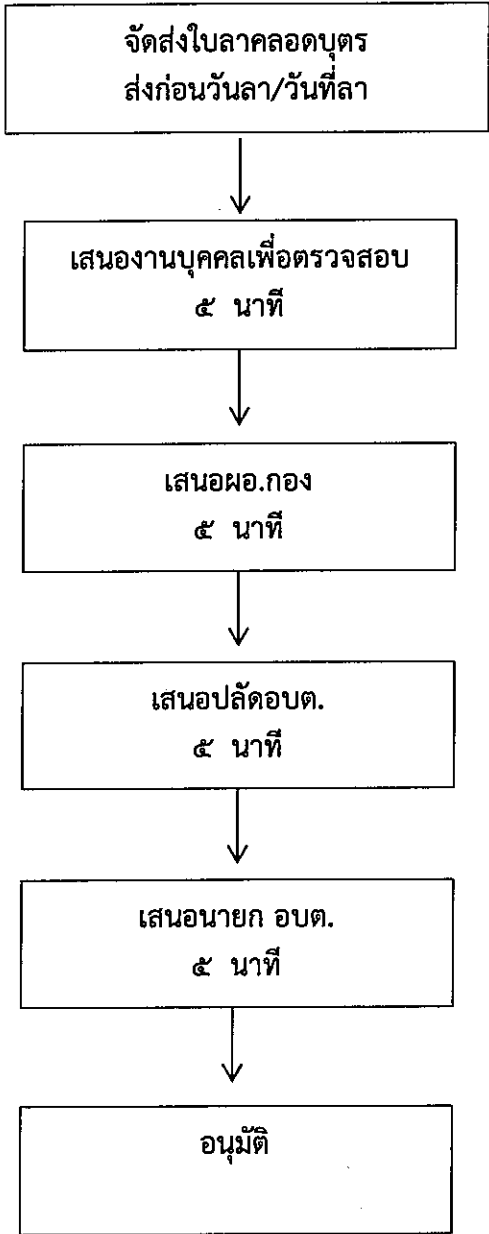 จัดส่งใบลาคลอดบุตร
ส่งก่อนวันลา/วันที่ลา
เสนองานบุคคลเพื่อตรวจสอบ
๕ นาที
เสนอผอ.กอง
๕ นาที
เสนอปลัดอบต.
๕ นาที
เสนอนายก อบต.
๕ นาที
อนุมัติ